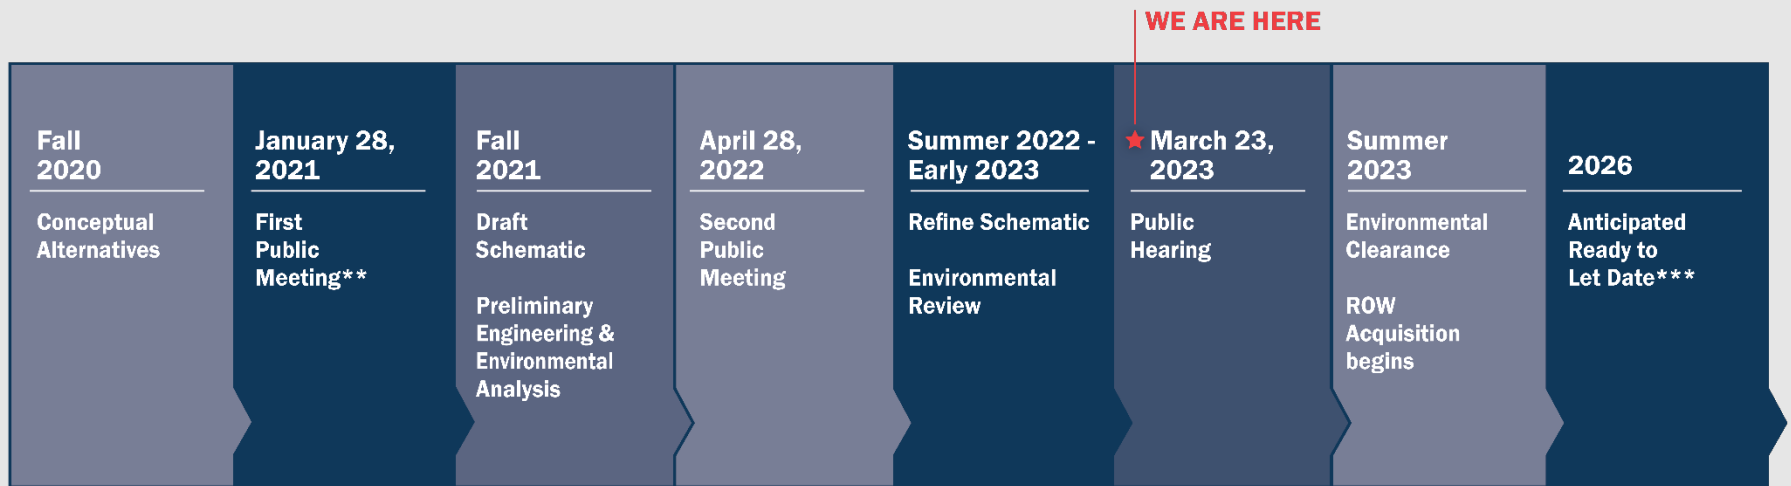 WE ARE HERE
Fall
2020
Conceptual
Alternatives
January 28,
2021
First
Public
Meeting**
Fall
2021
Draft
Schematic
Preliminary
Engineering &
Environmental
Analysis
April 28,
2022
Second
Public
Meeting
Summer 2022 -
Early 2023
Refine Schematic
Environmental
Review
March 23,
2023
Public
Hearing
Summer
2023
Environmental
Clearance
ROW
Acquisition
begins
2026
Anticipated
Ready to
Let Date***